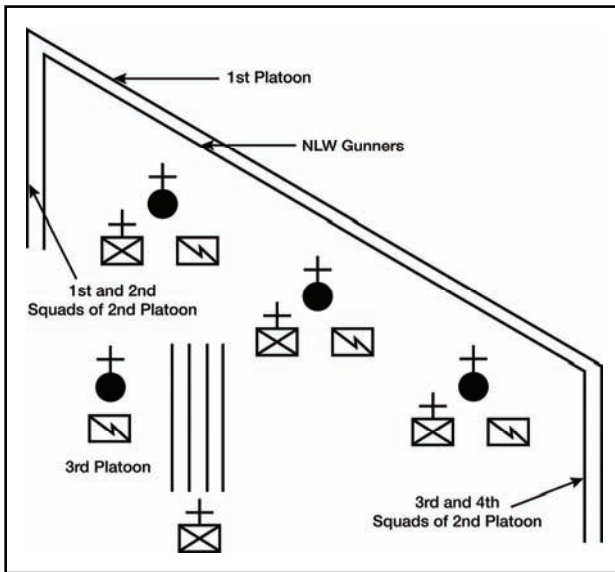 1st Platoon
NLW Gunners
1st and 2nd
Squads of 2nd Platoon
3rd Platoon
3rd and 4th
Squads of 2nd Platoon